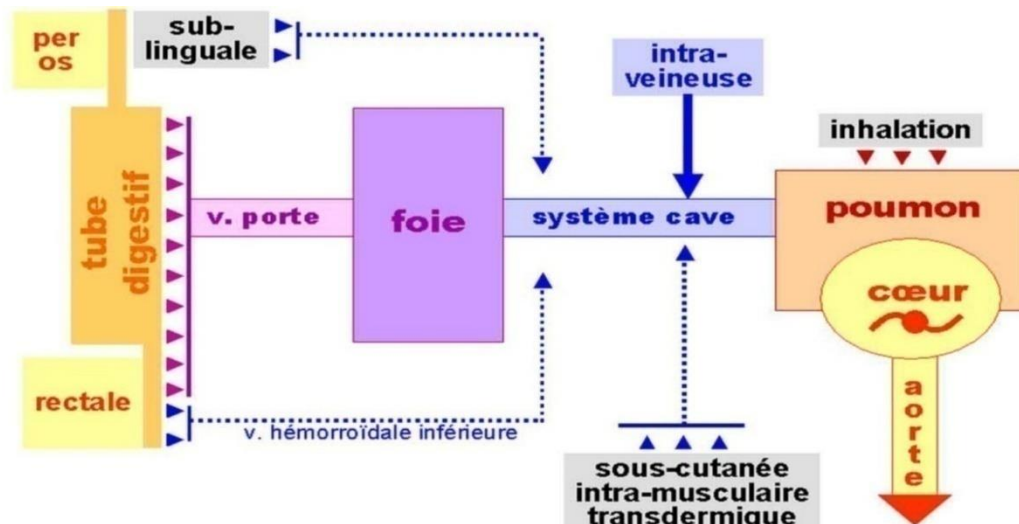 per
os
sub-
linguale
intra-
veineuse
inhalation
tube
digestif
v. porte
foie
système cave
poumon
cœur
rectale
v. hémorroïdale inférieure
aorte
sous-cutanée
intra-musculaire
transdermique